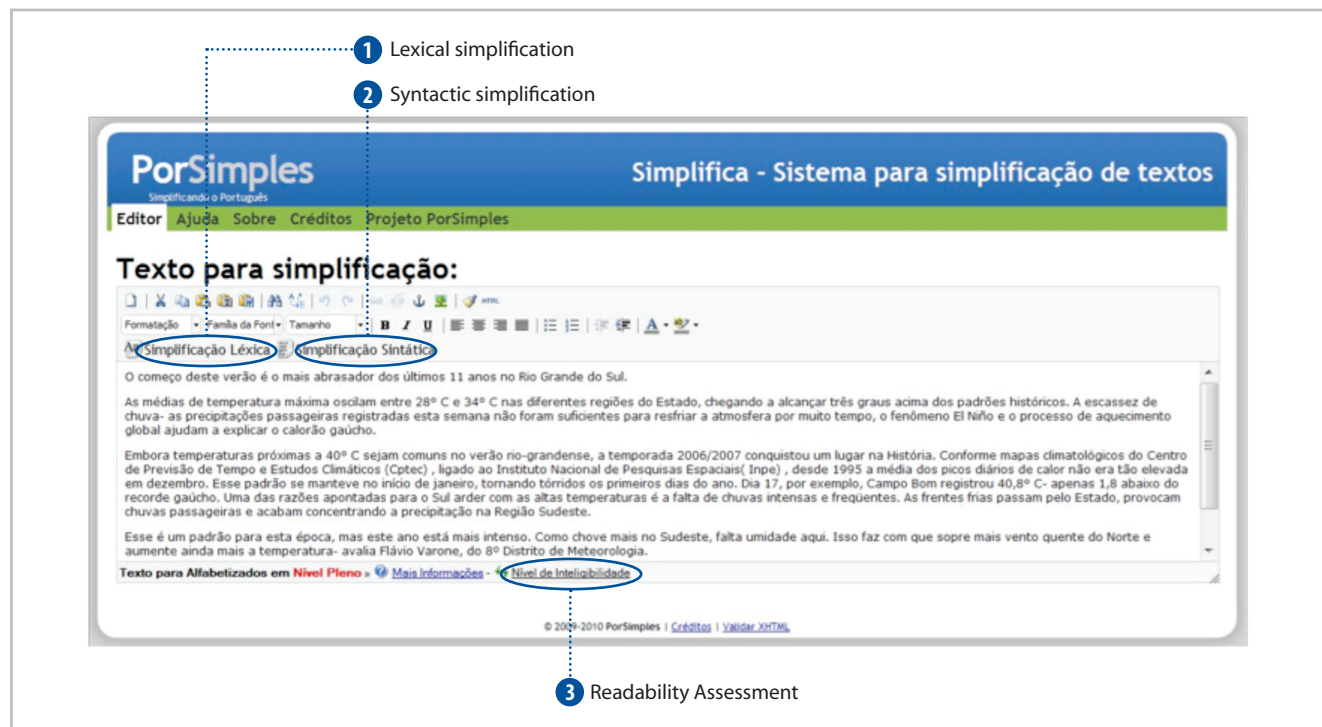 1 Lexical simplification
2 Syntactic simplification
PorSimples
Simplificando o Português
Simplifica - Sistema para simplificação de textos
Editor Ajuda Sobre Créditos Projeto PorSimples
Texto para simplificação:
HTML
Formatação Família da Font Tamanho B I U A
Simplificação Léxica Simplificação Sintática
O começo deste verão é o mais abrasador dos últimos 11 anos no Rio Grande do Sul.
As médias de temperatura máxima oscilam entre 28º C e 34º C nas diferentes regiões do Estado, chegando a alcançar três graus acima dos padrões históricos. A escassez de
chuva- as precipitações passageiras registradas esta semana não foram suficientes para resfriar a atmosfera por muito tempo, o fenômeno El Niño e o processo de aquecimento
global ajudam a explicar o calorão gaúcho.
Embora temperaturas próximas a 40º C sejam comuns no verão rio-grandense, a temporada 2006/2007 conquistou um lugar na História. Conforme mapas climatológicos do Centro
de Previsão de Tempo e Estudos Climáticos (Cptec) , ligado ao Instituto Nacional de Pesquisas Espaciais( Inpe) , desde 1995 a média dos picos diários de calor não era tão elevada
em dezembro. Esse padrão se manteve no início de janeiro, tornando tórridos os primeiros dias do ano. Dia 17, por exemplo, Campo Bom registrou 40,8º C- apenas 1,8 abaixo do
recorde gaúcho. Uma das razões apontadas para o Sul arder com as altas temperaturas é a falta de chuvas intensas e freqüentes. As frentes frias passam pelo Estado, provocam
chuvas passageiras e acabam concentrando a precipitação na Região Sudeste.
Esse é um padrão para esta época, mas este ano está mais intenso. Como chove mais no Sudeste, falta umidade aqui. Isso faz com que sopre mais vento quente do Norte e
aumente ainda mais a temperatura- avalia Flávio Varone, do 8º Distrito de Meteorologia.
Texto para Alfabetizados em Nível Pleno » Mais Informações - Nível de Inteligibilidade
© 2009-2010 PorSimples | Créditos | Validar XHTML
3 Readability Assessment